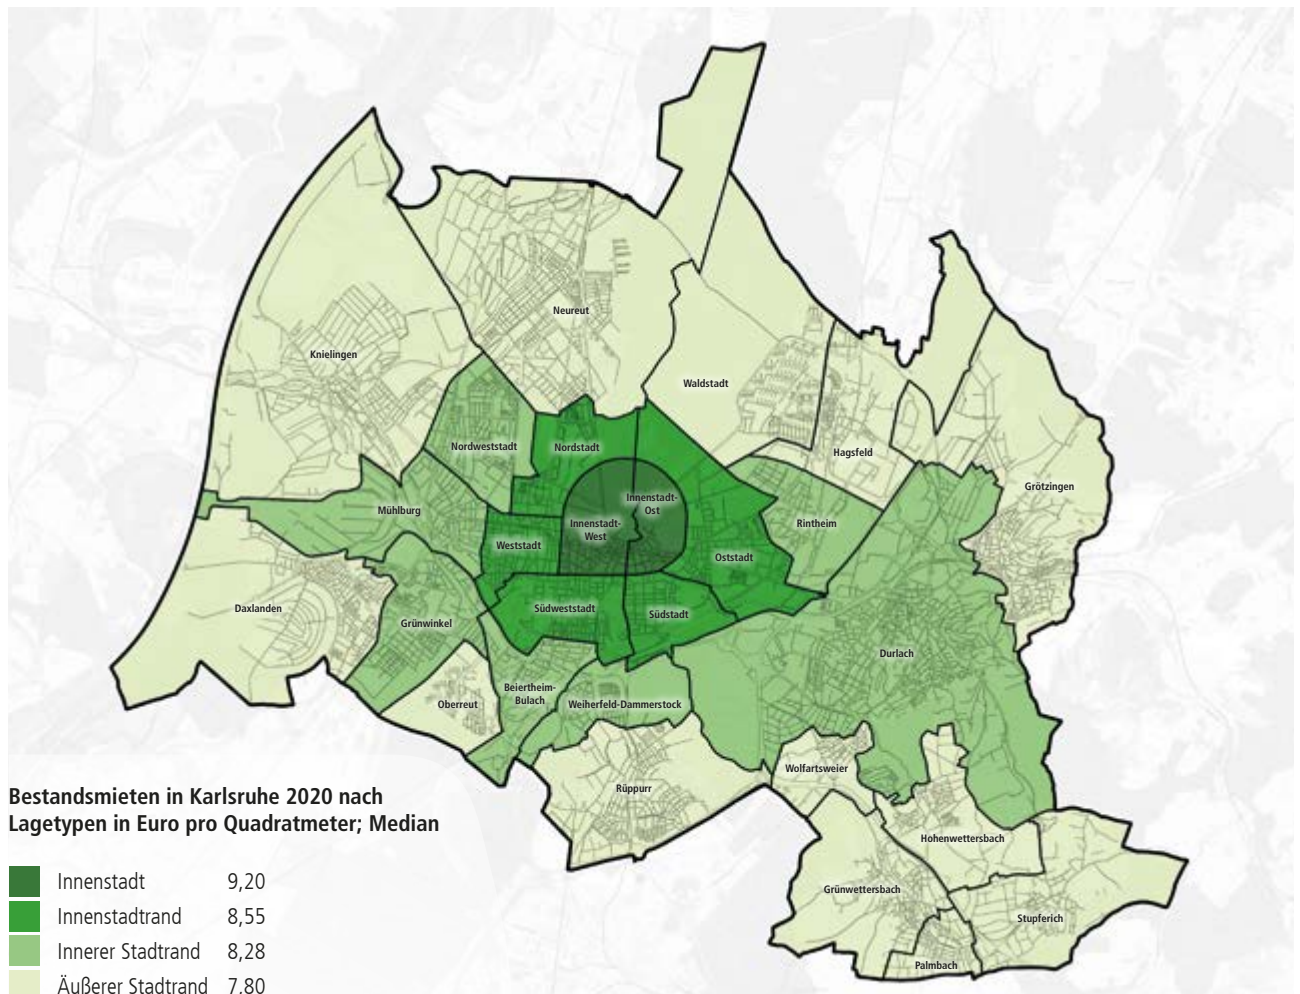 Neureut
Knielingen
Waldstadt
Nordweststadt
Nordstadt
Hagsfeld
Grötzingen
Innenstadt-
Ost
Mühlburg
Innenstadt-
West
Rintheim
Weststadt
Oststadt
Daxlanden
Südweststadt
Südstadt
Grünwinkel
Durlach
Beiertheim-
Bulach
Oberreut
Weiherfeld-Dammerstock
Wolfartsweier
Rüppurr
Hohenwettersbach
Grünwettersbach
Stupferich
Palmbach
Bestandsmieten in Karlsruhe 2020 nach
Lagetypen in Euro pro Quadratmeter; Median
Innenstadt 9,20
Innenstadtrand 8,55
Innerer Stadtrand 8,28
Äußerer Stadtrand 7,80